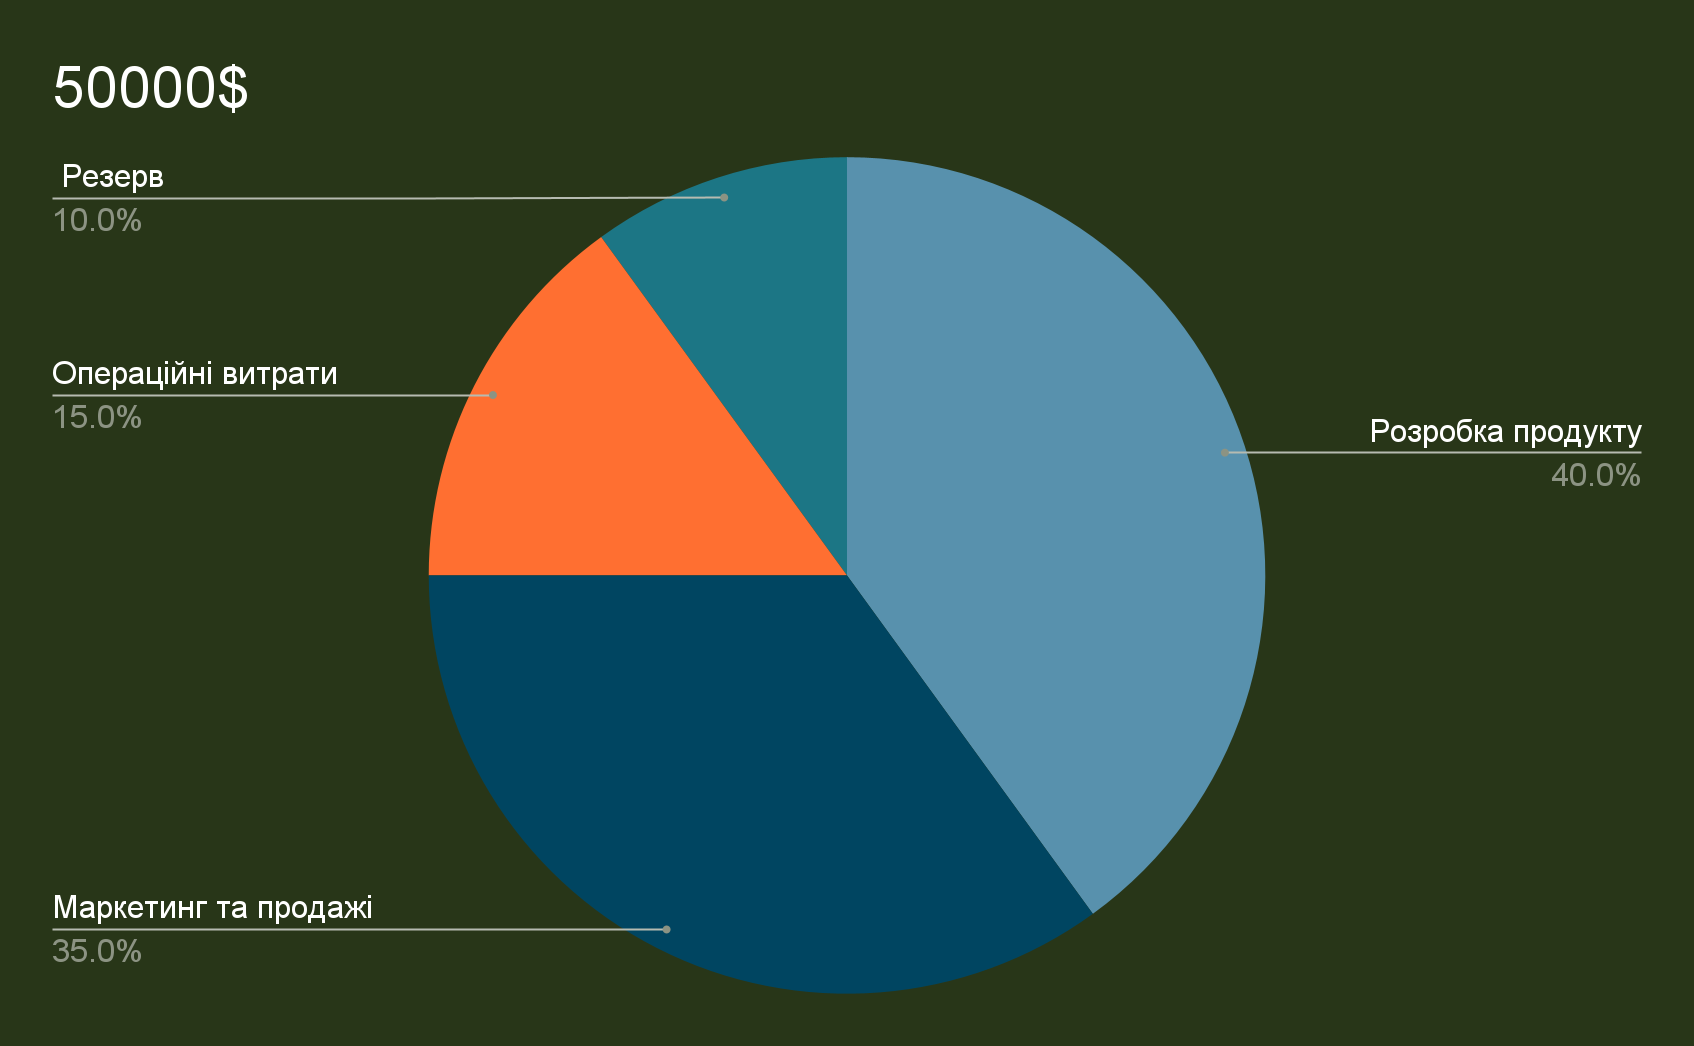 50000$
Резерв
10.0%
Операційні витрати
15.0%
Розробка продукту
40.0%
Маркетинг та продажі
35.0%